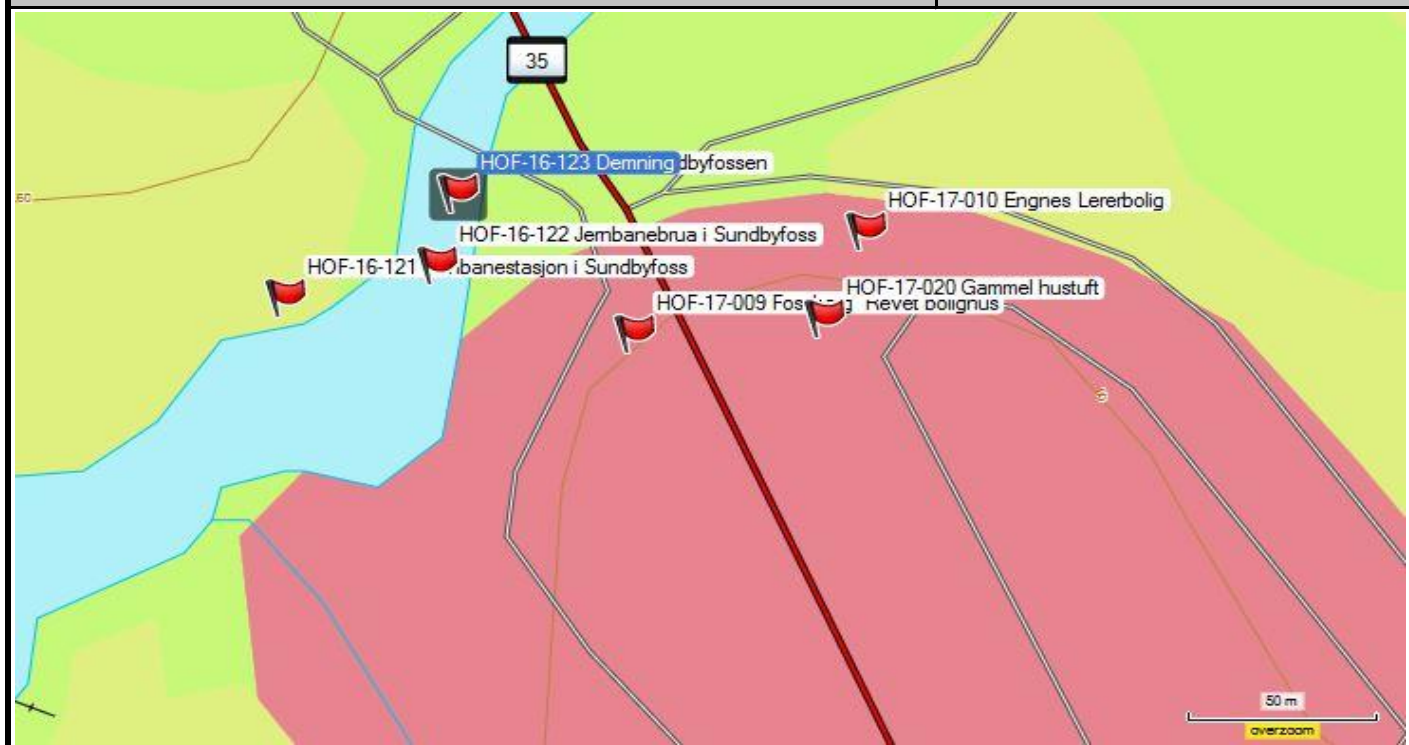 35
HOF-16-123 Demning dbyfossen
HOF-17-010 Engnes Lererbolig
HOF-16-122 Jernbanebrua i Sundbyfoss
HOF-16-121 banestasjon i Sundbyfoss
HOF-17-020 Gammel hustuft
HOF-17-009 Revet bolighus
60
50 m
overzoom